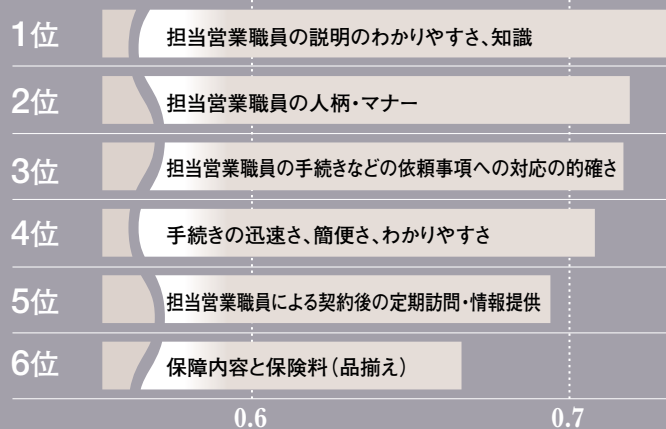 1位 担当営業職員の説明のわかりやすさ、知識
2位 担当営業職員の人柄・マナー
3位 担当営業職員の手続きなどの依頼事項への対応の的確さ
4位 手続きの迅速さ、簡便さ、わかりやすさ
5位 担当営業職員による契約後の定期訪問・情報提供
6位 保障内容と保険料（品揃え）
0.6 0.7